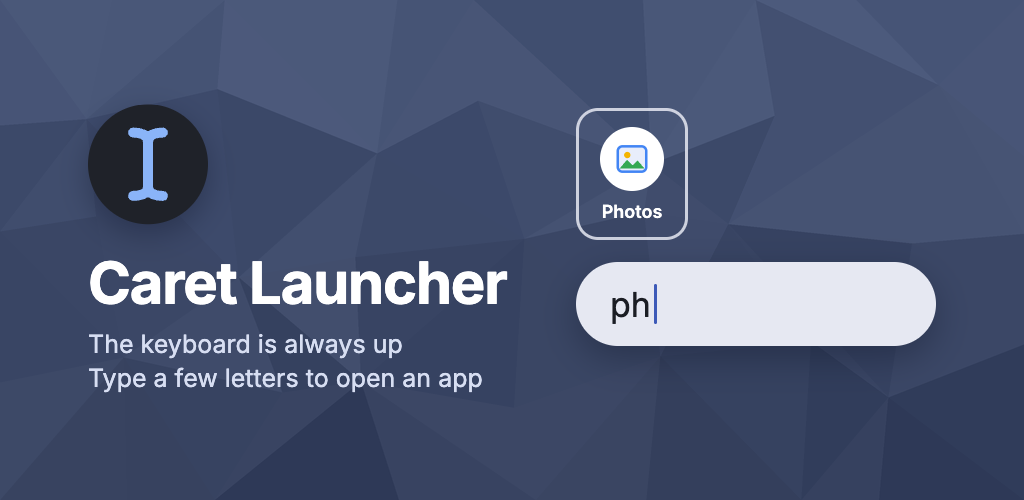 Caret Launcher
The keyboard is always up
Type a few letters to open an app
Photos
ph